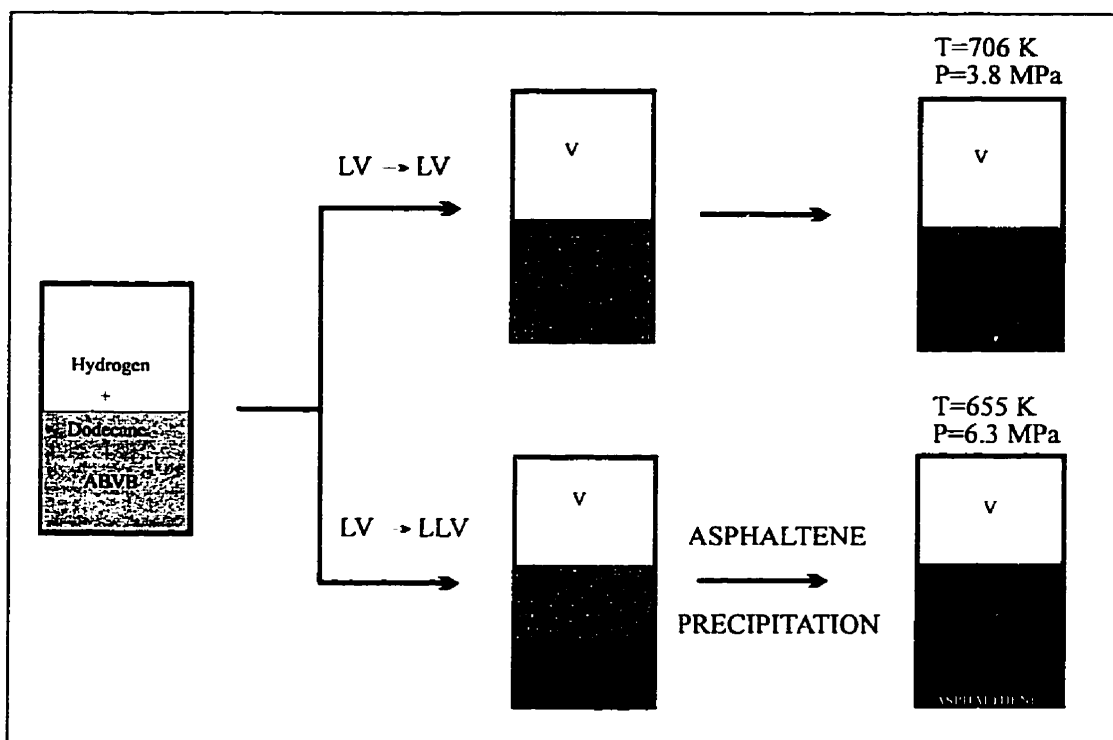 T=706 K
P=3.8 MPa
V
V
LV → LV
Hydrogen
+
Dodecane
+
ABVB
T=655 K
P=6.3 MPa
V
V
LV → LLV
ASPHALTENE
PRECIPITATION
ASPHALTENE